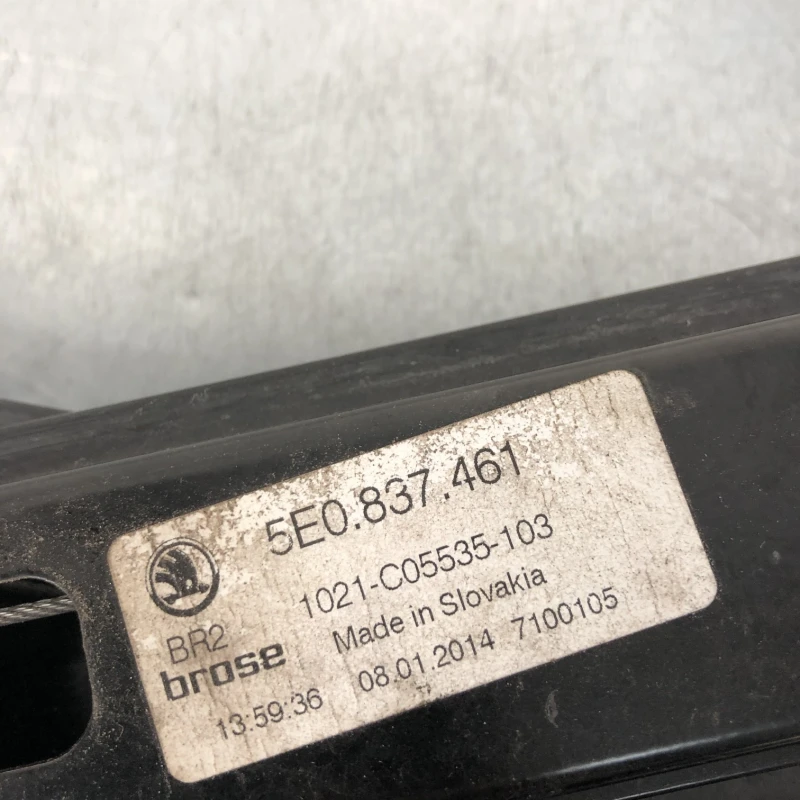 5E0.837.461
1021-C05535-103
BR2
Made in Slovakia
brose
13:59:36 08.01.2014 7100105